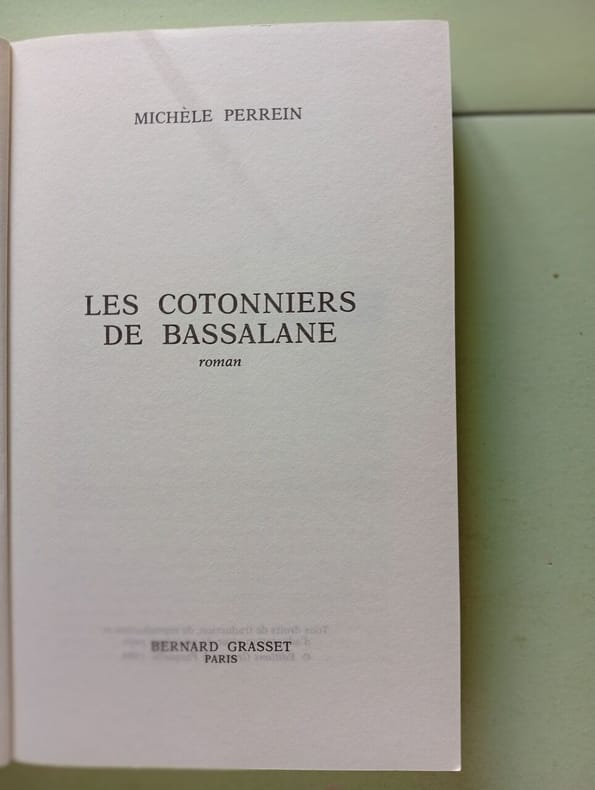 MICHÈLE PERREIN
LES COTONNIERS
DE BASSALANE
roman
BERNARD GRASSET
PARIS